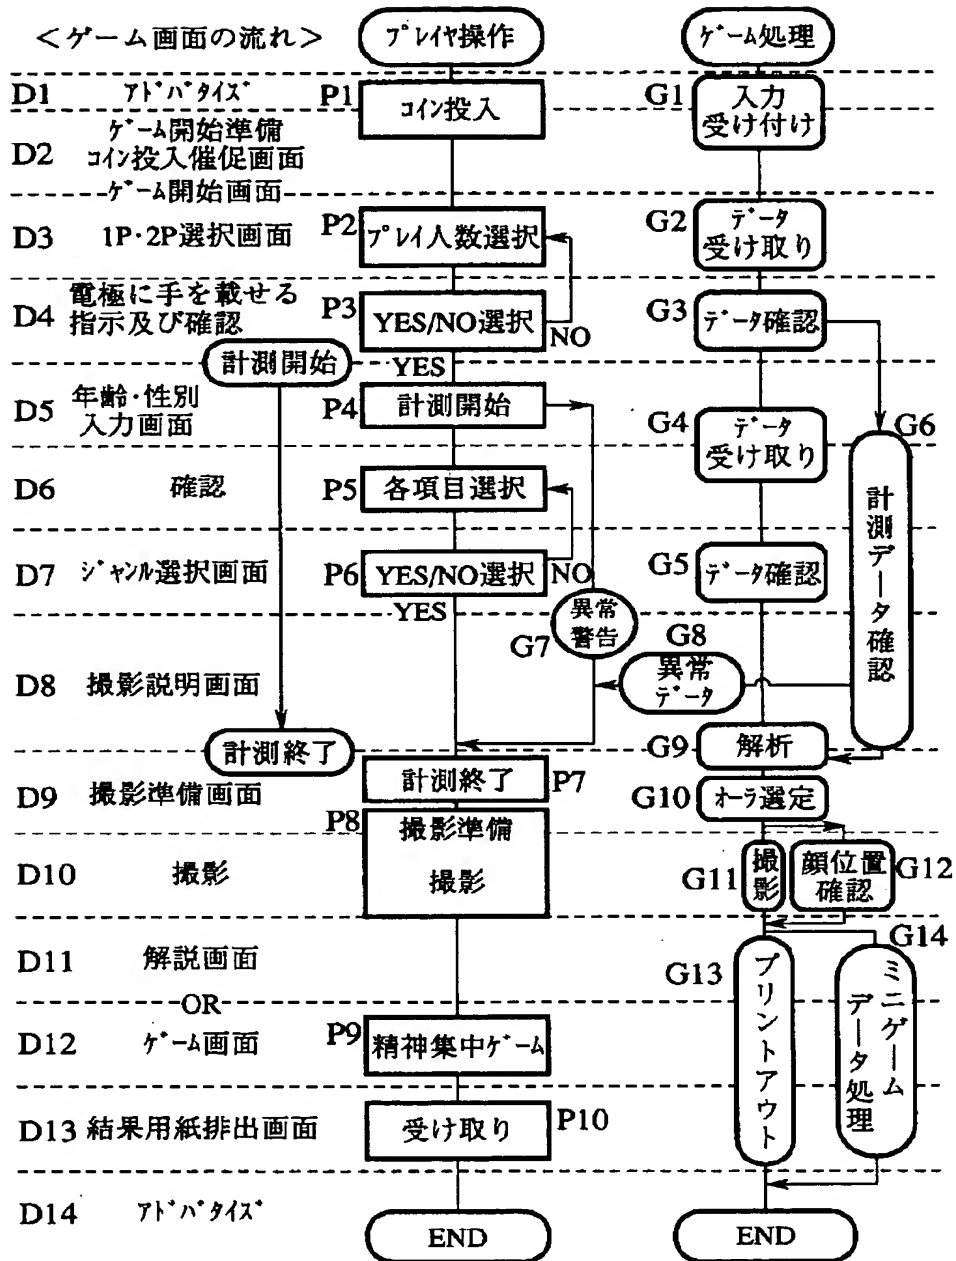 <ゲーム画面の流れ>
プレイヤ操作
ゲーム処理
D1 アドバタイズ
P1
コイン投入
G1
入力
受け付け
D2
ゲーム開始準備
コイン投入催促画面
ゲーム開始画面
D3 1P・2P選択画面
P2
プレイ人数選択
G2
データ
受け取り
D4
電極に手を載せる
指示及び確認
P3
YES/NO選択
NO
YES
G3
データ確認
計測開始
D5
年齢・性別
入力画面
P4
計測開始
G4
データ
受け取り
G6
計測データ確認
D6 確認
P5
各項目選択
D7 ジャンル選択画面
P6
YES/NO選択
NO
YES
G5
データ確認
G7
異常
警告
G8
異常
データ
D8 撮影説明画面
計測終了
G9
解析
D9 撮影準備画面
計測終了
P7
G10
オーラ選定
P8
撮影準備
撮影
D10 撮影
G11
撮影
顔位置
確認
G12
D11 解説画面
OR
G13
プリントアウト
G14
ミニゲーム
データ処理
D12 ゲーム画面
P9
精神集中ゲーム
D13 結果用紙排出画面
受け取り
P10
D14 アドバタイズ
END
END